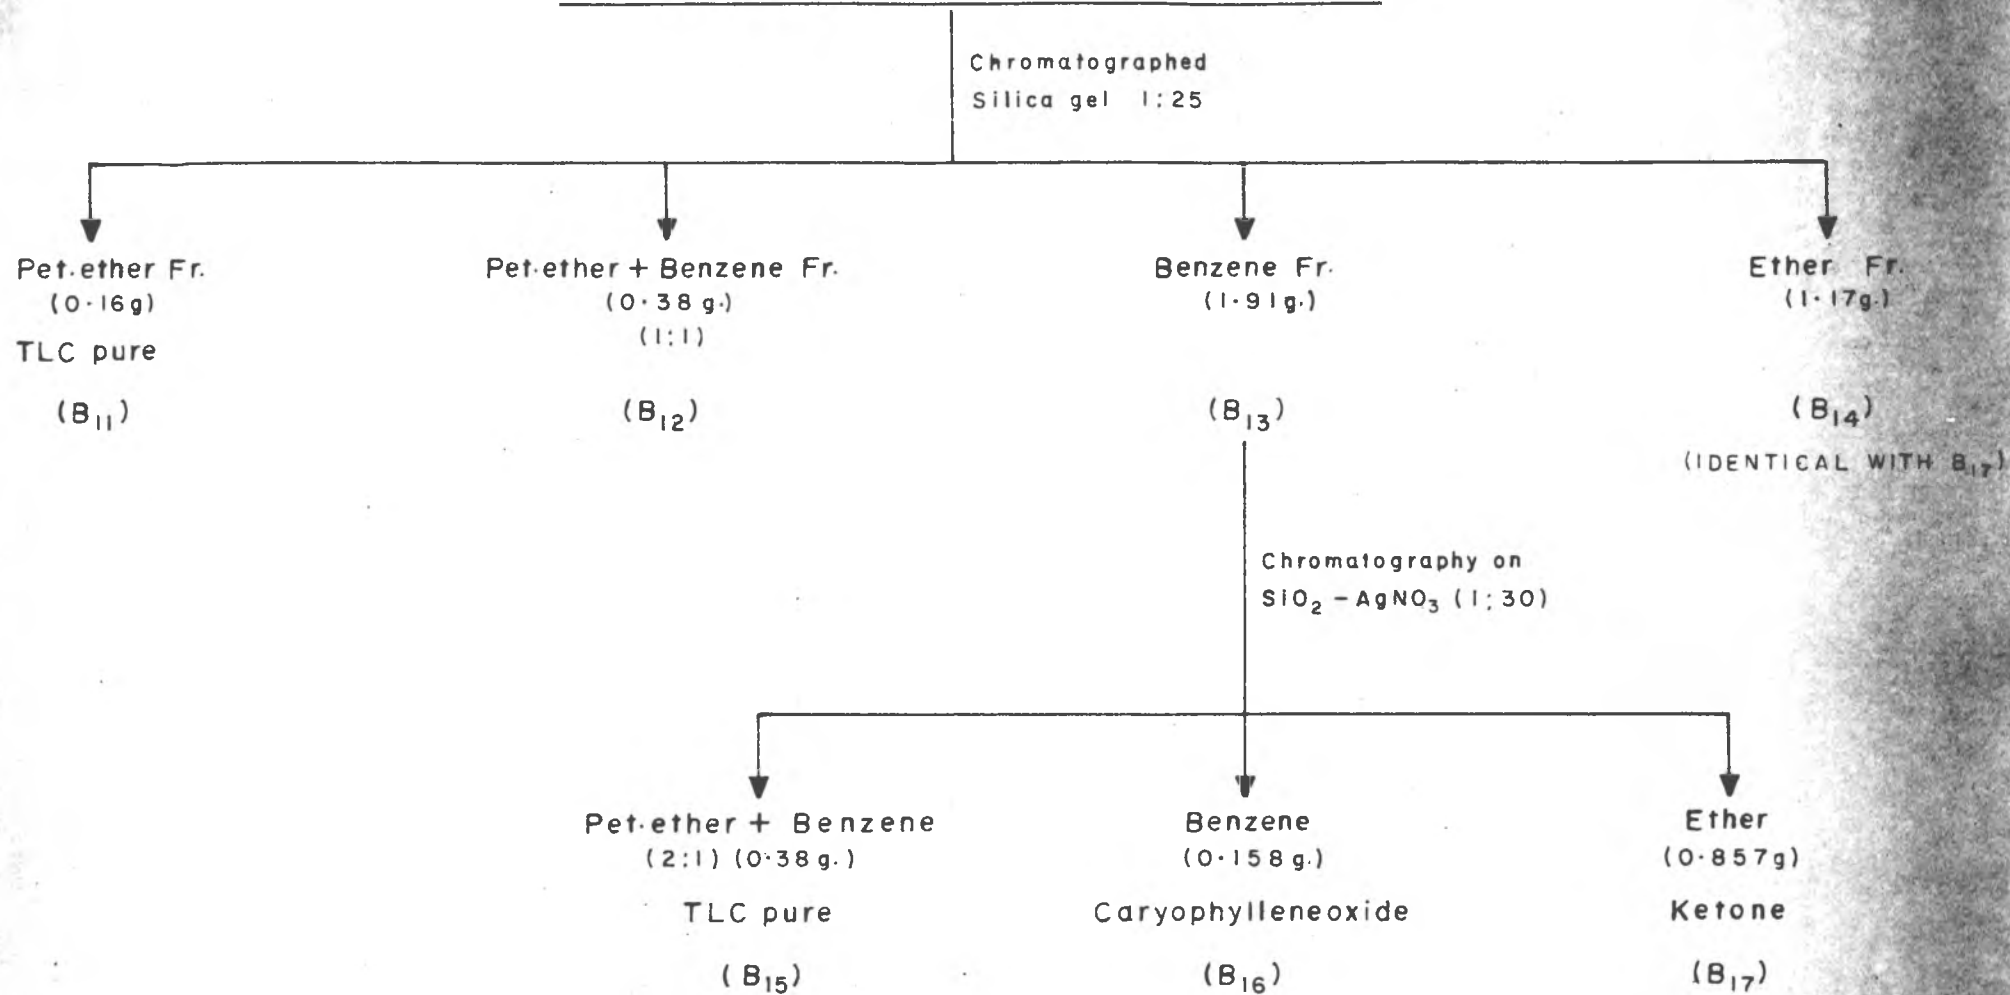 Chromatographed
Silica gel 1:25
Pet.ether Fr.
(0.16g)
TLC pure
(B₁₁)
Pet.ether + Benzene Fr.
(0.38 g.)
(1:1)
(B₁₂)
Benzene Fr.
(1.91g.)
(B₁₃)
Ether Fr.
(1.17g.)
(B₁₄)
(IDENTICAL WITH B₁₇)
Chromatography on
SiO₂ – AgNO₃ (1:30)
Pet.ether + Benzene
(2:1) (0.38 g.)
TLC pure
(B₁₅)
Benzene
(0.158 g.)
Caryophylleneoxide
(B₁₆)
Ether
(0.857g)
Ketone
(B₁₇)